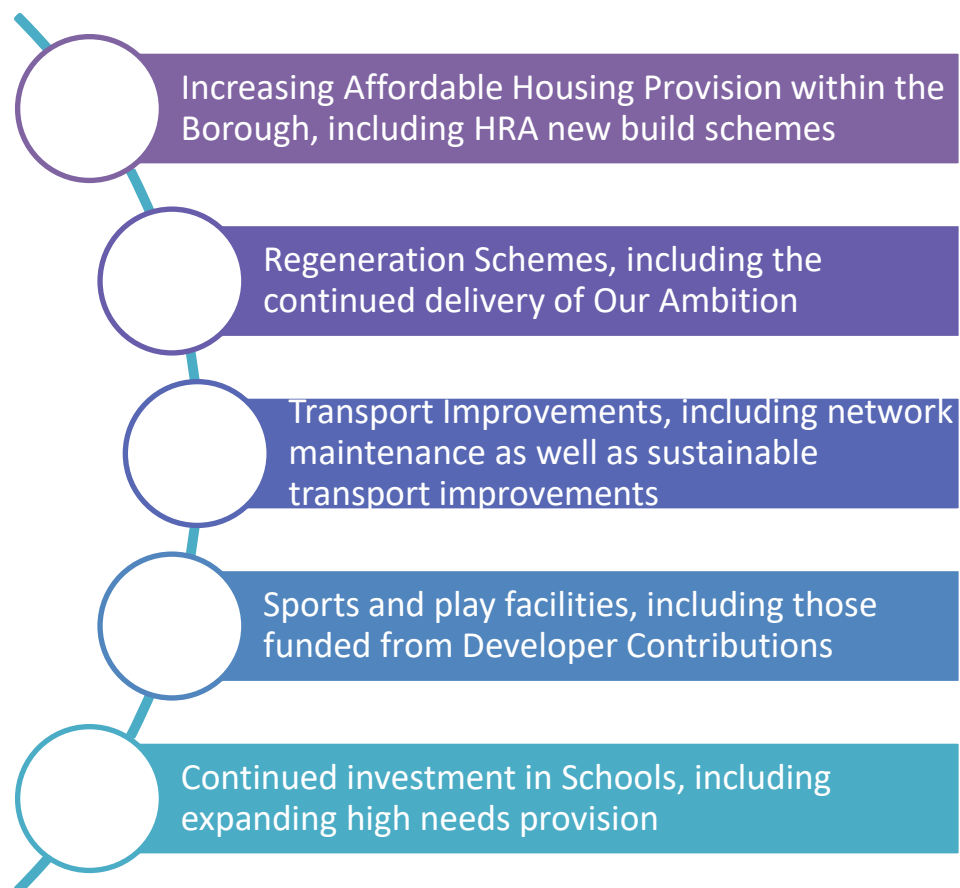 Increasing Affordable Housing Provision within the
Borough, including HRA new build schemes
Regeneration Schemes, including the
continued delivery of Our Ambition
Transport Improvements, including network
maintenance as well as sustainable
transport improvements
Sports and play facilities, including those
funded from Developer Contributions
Continued investment in Schools, including
expanding high needs provision